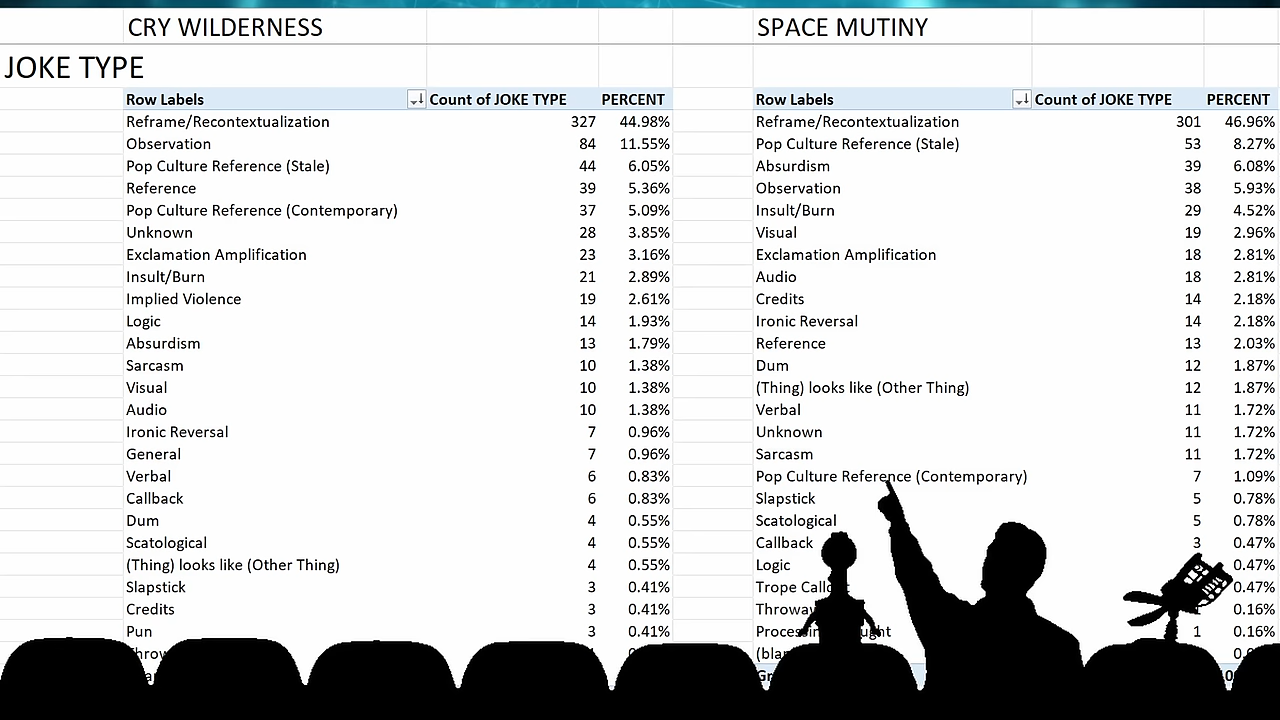 CRY WILDERNESS SPACE MUTINY
JOKE TYPE
Row Labels Count of JOKE TYPE PERCENT Row Labels Count of JOKE TYPE PERCENT
Reframe/Recontextualization 327 44.98% Reframe/Recontextualization 301 46.96%
Observation 84 11.55% Pop Culture Reference (Stale) 53 8.27%
Pop Culture Reference (Stale) 44 6.05% Absurdism 39 6.08%
Reference 39 5.36% Observation 38 5.93%
Pop Culture Reference (Contemporary) 37 5.09% Insult/Burn 29 4.52%
Unknown 28 3.85% Visual 19 2.96%
Exclamation Amplification 23 3.16% Exclamation Amplification 18 2.81%
Insult/Burn 21 2.89% Audio 18 2.81%
Implied Violence 19 2.61% Credits 14 2.18%
Logic 14 1.93% Ironic Reversal 14 2.18%
Absurdism 13 1.79% Reference 13 2.03%
Sarcasm 10 1.38% Dum 12 1.87%
Visual 10 1.38% (Thing) looks like (Other Thing) 12 1.87%
Audio 10 1.38% Verbal 11 1.72%
Ironic Reversal 7 0.96% Unknown 11 1.72%
General 7 0.96% Sarcasm 11 1.72%
Verbal 6 0.83% Pop Culture Reference (Contemporary) 7 1.09%
Callback 6 0.83% Slapstick 5 0.78%
Dum 4 0.55% Scatological 5 0.78%
Scatological 4 0.55% Callback 3 0.47%
(Thing) looks like (Other Thing) 4 0.55% Logic 0.47%
Slapstick 3 0.41% Trope 0.47%
Credits 3 0.41% 0.16%
Pun 3 0.41% 1 0.16%